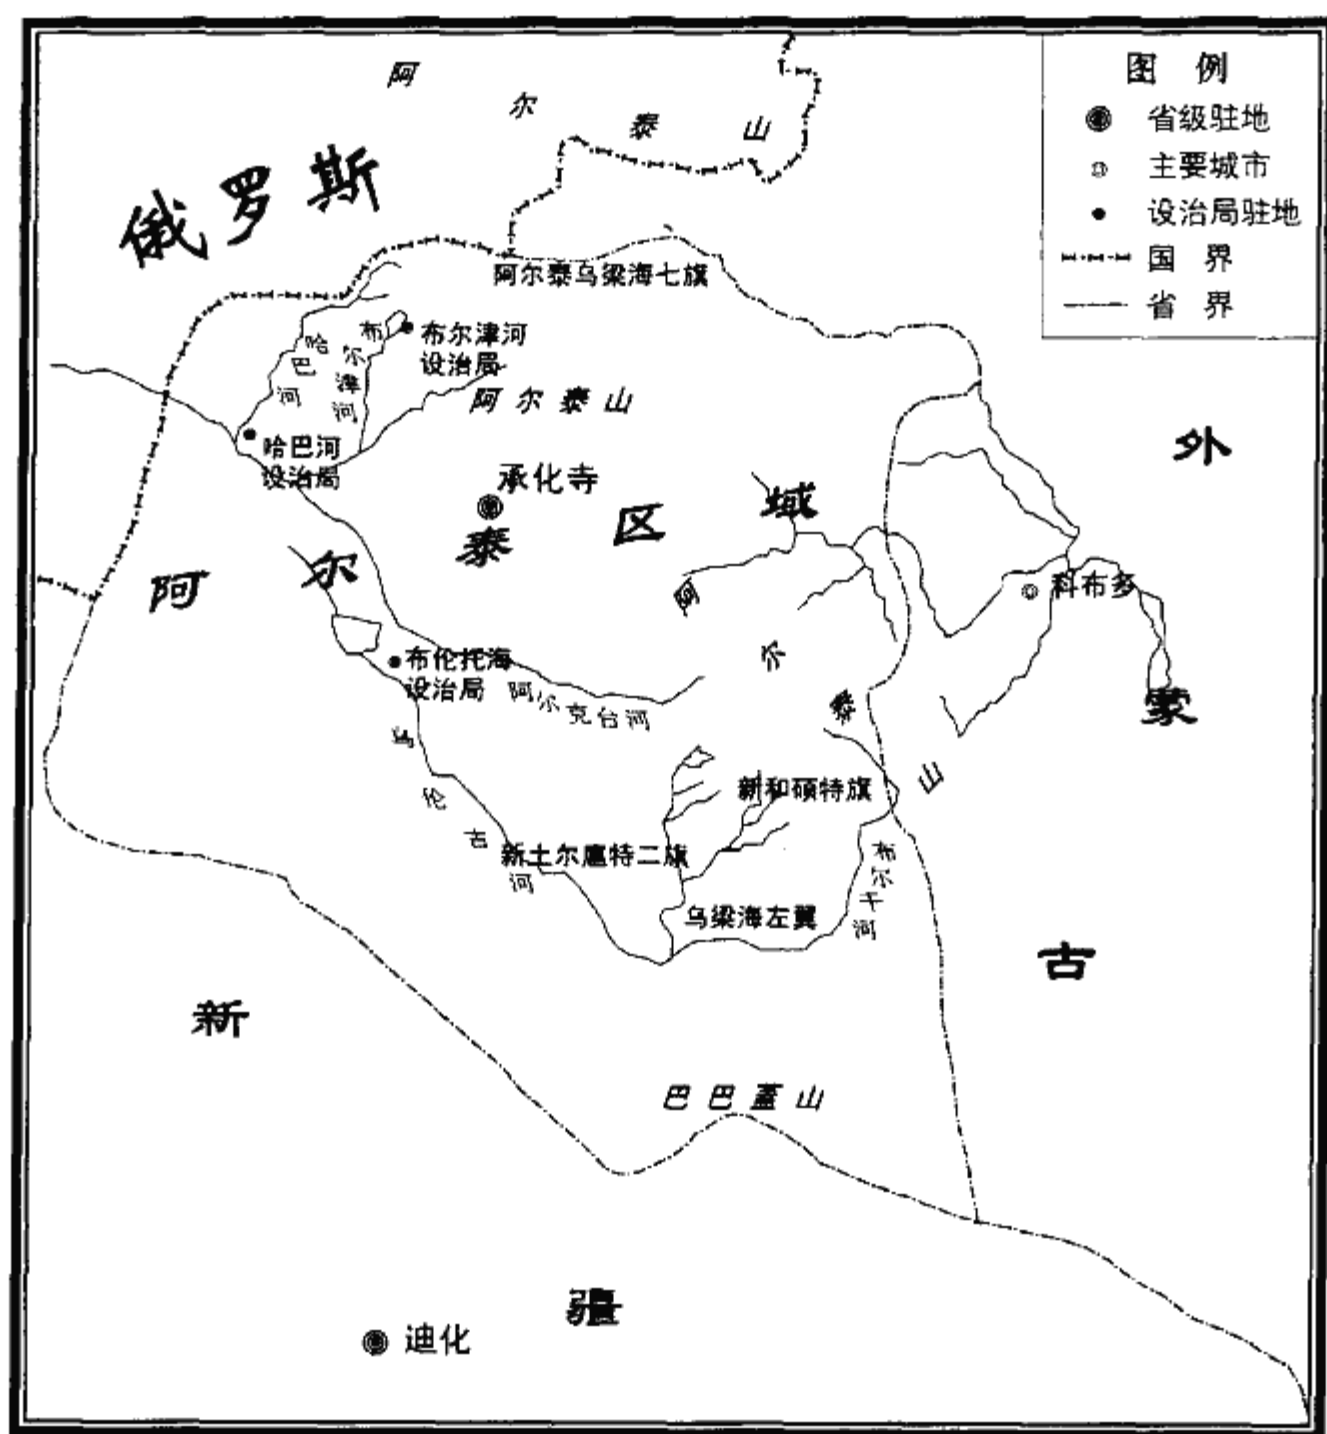 图 例
省级驻地
主要城市
设治局驻地
国 界
省 界
阿尔泰山
俄罗斯
阿尔泰乌梁海七旗
布尔津河
设治局
哈巴河
布尔津河
阿尔泰山
哈巴河
设治局
承化寺
阿尔泰区域
外蒙古
科布多
阿尔泰山
布伦托海
设治局
阿尔克台河
乌伦古河
新和硕特旗
新土尔扈特二旗
乌梁海左翼
布尔干河
巴巴盖山
新疆
迪化